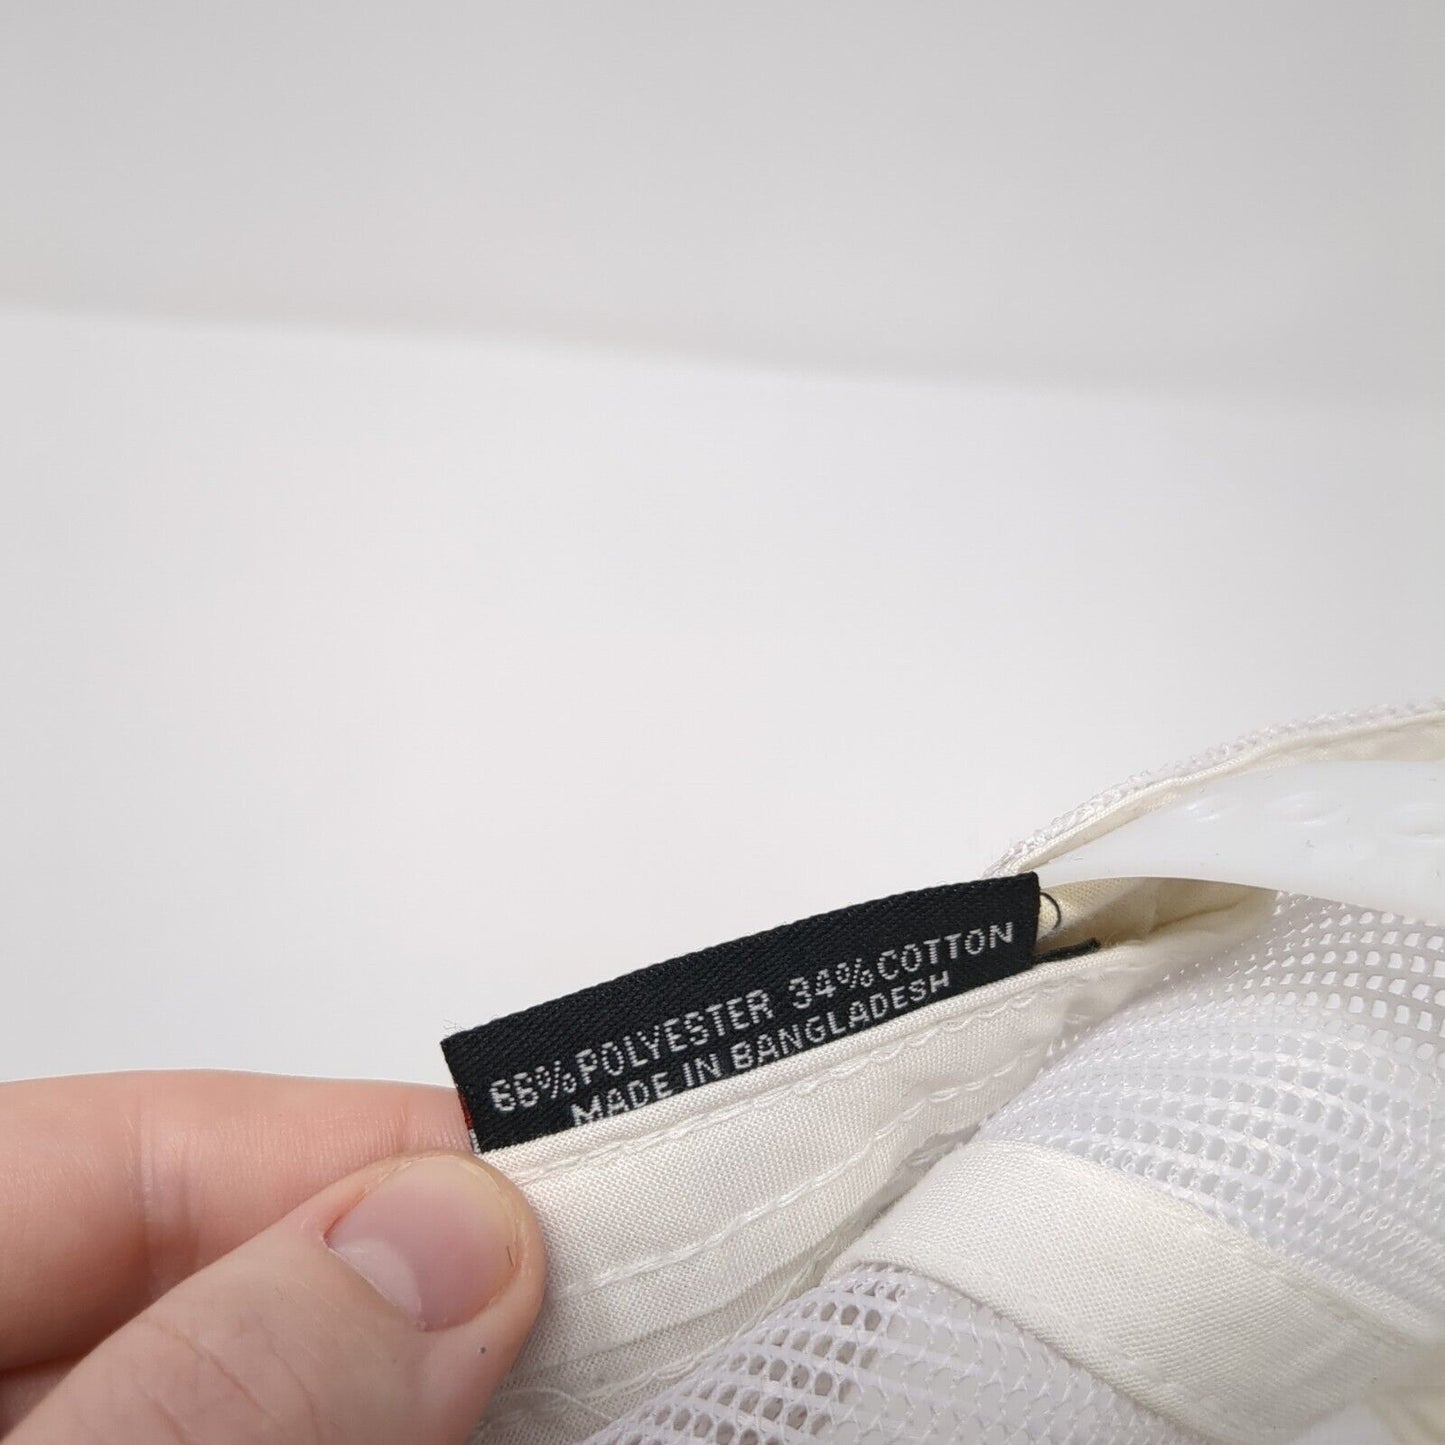 66% POLYESTER 34% COTTON
MADE IN BANGLADESH